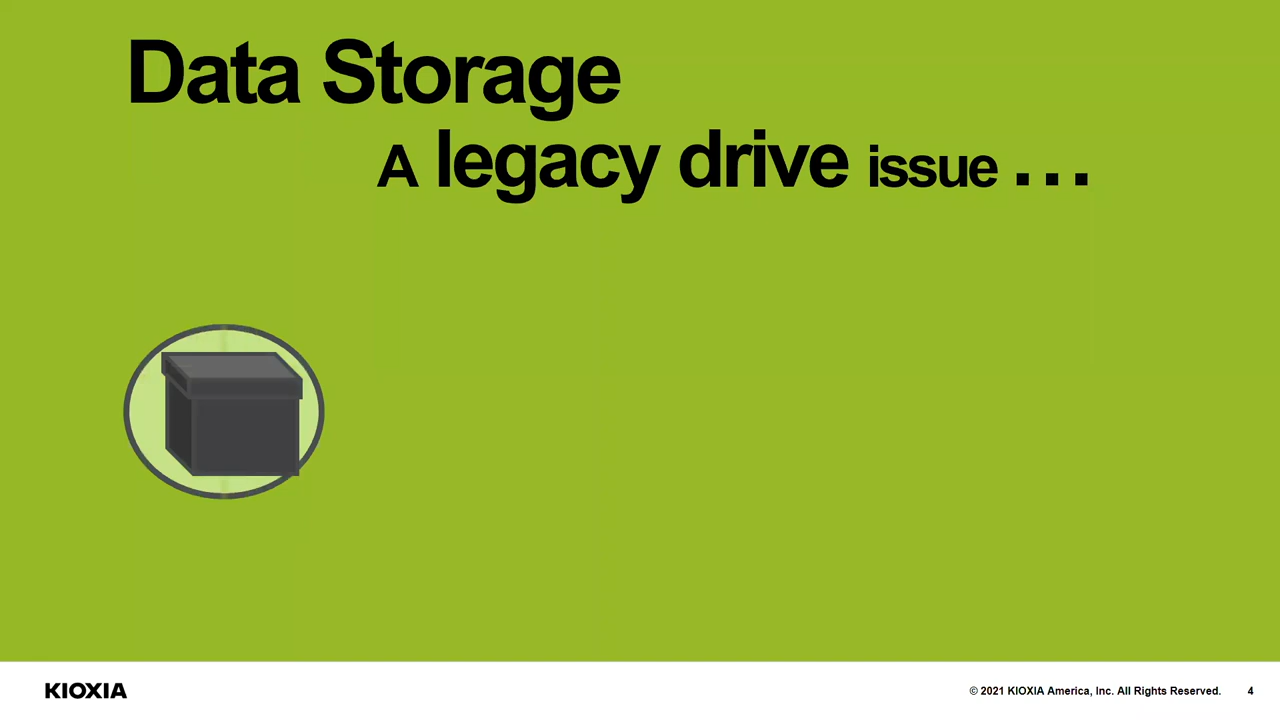 Data Storage
A legacy drive issue ...
KIOXIA
© 2021 KIOXIA America, Inc. All Rights Reserved.
4